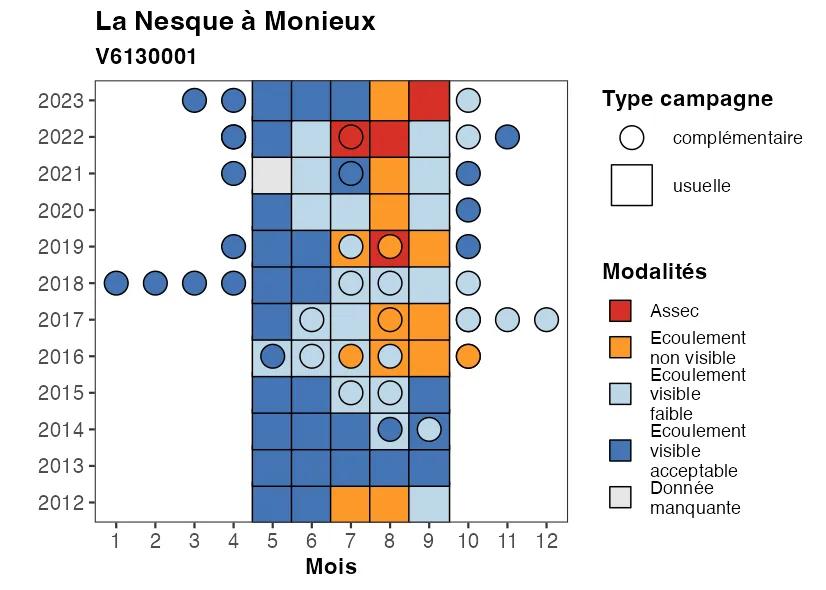 La Nesque à Monieux
V6130001
2023
2022
2021
2020
2019
2018
2017
2016
2015
2014
2013
2012
1 2 3 4 5 6 7 8 9 10 11 12
Mois
Type campagne
complémentaire
usuelle
Modalités
Assec
Ecoulement
non visible
Ecoulement
visible
faible
Ecoulement
visible
acceptable
Donnée
manquante